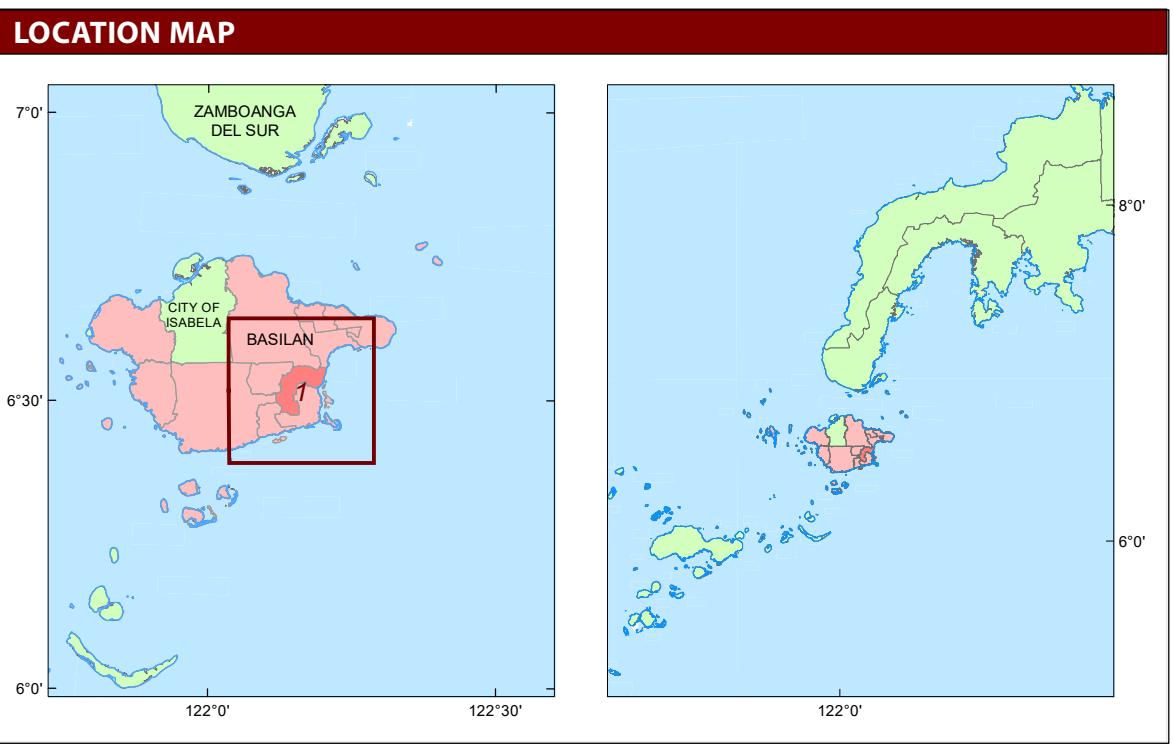 LOCATION MAP
7°0'
ZAMBOANGA
DEL SUR
CITY OF
ISABELA
BASILAN
1
6°30'
6°0'
122°0'
122°30'
8°0'
6°0'
122°0'